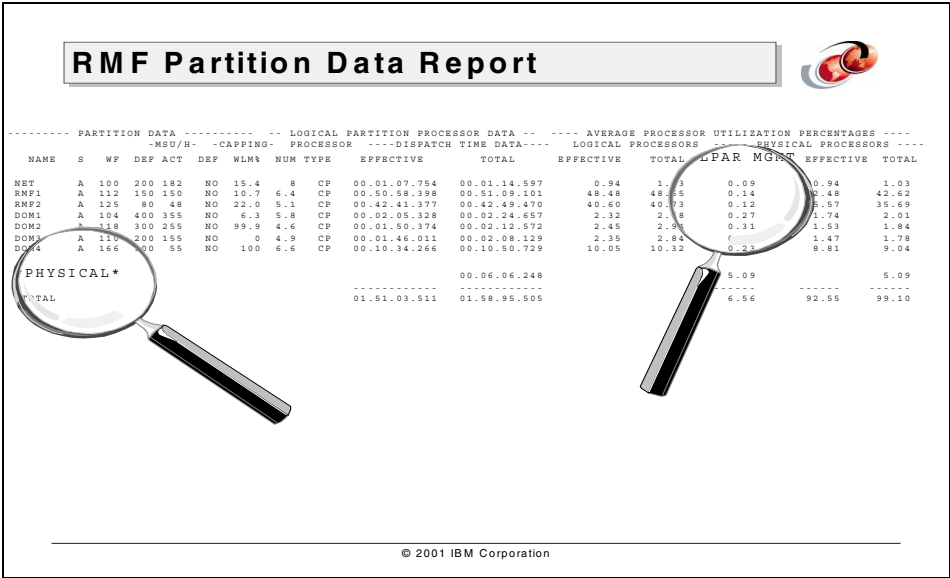 RMF Partition Data Report
--------- PARTITION DATA ---------- -- LOGICAL PARTITION PROCESSOR DATA -- ---- AVERAGE PROCESSOR UTILIZATION PERCENTAGES ----
-MSU/H- -CAPPING- PROCESSOR ----DISPATCH TIME DATA---- LOGICAL PROCESSORS PHYSICAL PROCESSORS ----
NAME S WF DEF ACT DEF WLM% NUM TYPE EFFECTIVE TOTAL EFFECTIVE TOTAL LPAR MGMT EFFECTIVE TOTAL
NET A 100 200 182 NO 15.4 8 CP 00.01.07.754 00.01.14.597 0.94 0.09 0.94 1.03
RMF1 A 112 150 150 NO 10.7 6.4 CP 00.50.58.398 00.51.09.101 48.48 0.14 42.62
RMF2 A 125 80 48 NO 22.0 5.1 CP 00.42.41.377 00.42.49.470 40.60 0.12 35.69
DOM1 A 104 400 355 NO 6.3 5.8 CP 00.02.05.328 00.02.24.657 2.32 0.27 1.74 2.01
DOM2 A 118 300 255 NO 99.9 4.6 CP 00.01.50.374 00.02.12.572 2.45 0.31 1.53 1.84
DOM3 A 110 200 155 NO 0 4.9 CP 00.01.46.011 00.02.08.129 2.35 2.84 1.47 1.78
A 166 55 NO 100 6.6 CP 00.10.34.266 00.10.50.729 10.05 10.32 0.23 8.81 9.04
PHYSICAL* 00.06.06.248 5.09 5.09
TOTAL 01.51.03.511 01.58.95.505 6.56 92.55 99.10
© 2001 IBM Corporation